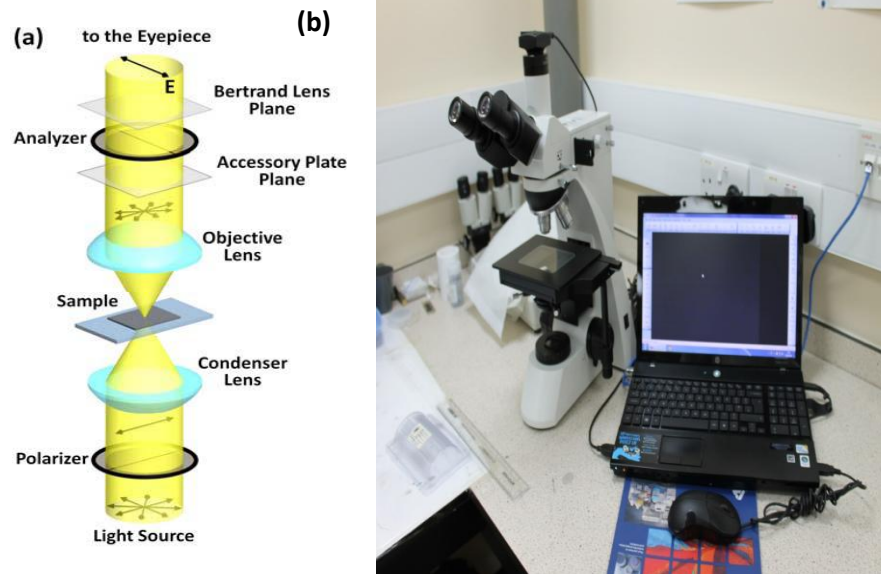 (a)
to the Eyepiece
E
Bertrand Lens
Plane
Analyzer
Accessory Plate
Plane
Objective
Lens
Sample
Condenser
Lens
Polarizer
Light Source
(b)